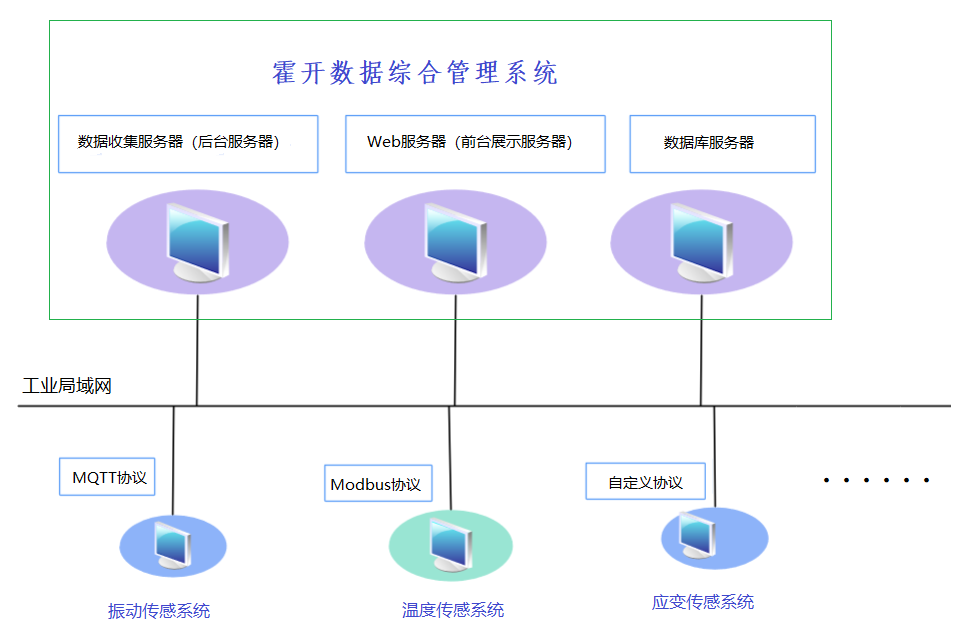 霍开数据综合管理系统
数据收集服务器（后台服务器）
Web服务器（前台展示服务器）
数据库服务器
工业局域网
MQTT协议
Modbus协议
自定义协议
······
振动传感系统
温度传感系统
应变传感系统